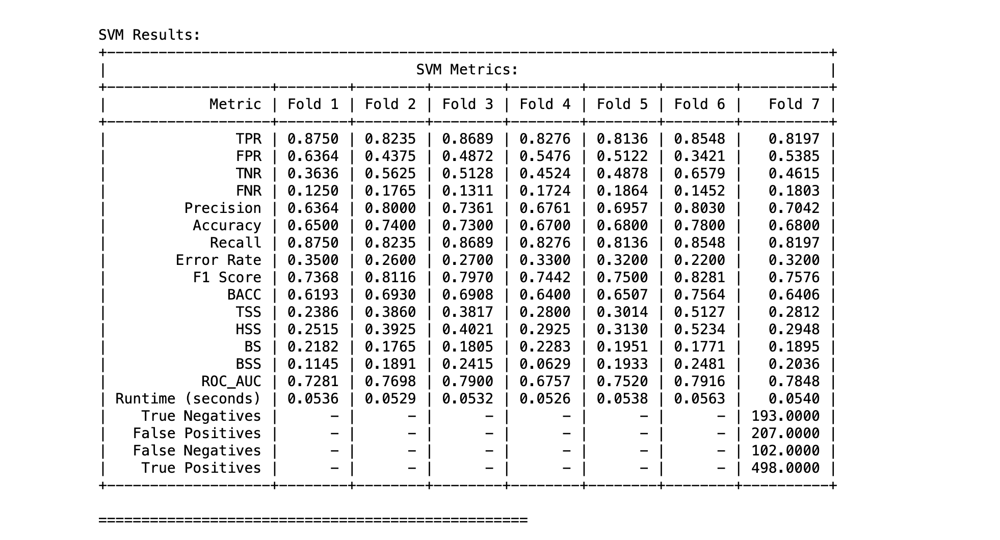 SVM Results:
+-------------------------------------------------------------------------------------+
|                                    SVM Metrics:                                     |
+-------------------+--------+--------+--------+--------+--------+--------+----------+
|            Metric | Fold 1 | Fold 2 | Fold 3 | Fold 4 | Fold 5 | Fold 6 |   Fold 7 |
+-------------------+--------+--------+--------+--------+--------+--------+----------+
|               TPR | 0.8750 | 0.8235 | 0.8689 | 0.8276 | 0.8136 | 0.8548 |   0.8197 |
|               FPR | 0.6364 | 0.4375 | 0.4872 | 0.5476 | 0.5122 | 0.3421 |   0.5385 |
|               TNR | 0.3636 | 0.5625 | 0.5128 | 0.4524 | 0.4878 | 0.6579 |   0.4615 |
|               FNR | 0.1250 | 0.1765 | 0.1311 | 0.1724 | 0.1864 | 0.1452 |   0.1803 |
|         Precision | 0.6364 | 0.8000 | 0.7361 | 0.6761 | 0.6957 | 0.8030 |   0.7042 |
|          Accuracy | 0.6500 | 0.7400 | 0.7300 | 0.6700 | 0.6800 | 0.7800 |   0.6800 |
|            Recall | 0.8750 | 0.8235 | 0.8689 | 0.8276 | 0.8136 | 0.8548 |   0.8197 |
|        Error Rate | 0.3500 | 0.2600 | 0.2700 | 0.3300 | 0.3200 | 0.2200 |   0.3200 |
|          F1 Score | 0.7368 | 0.8116 | 0.7970 | 0.7442 | 0.7500 | 0.8281 |   0.7576 |
|              BACC | 0.6193 | 0.6930 | 0.6908 | 0.6400 | 0.6507 | 0.7564 |   0.6406 |
|               TSS | 0.2386 | 0.3860 | 0.3817 | 0.2800 | 0.3014 | 0.5127 |   0.2812 |
|               HSS | 0.2515 | 0.3925 | 0.4021 | 0.2925 | 0.3130 | 0.5234 |   0.2948 |
|                BS | 0.2182 | 0.1765 | 0.1805 | 0.2283 | 0.1951 | 0.1771 |   0.1895 |
|               BSS | 0.1145 | 0.1891 | 0.2415 | 0.0629 | 0.1933 | 0.2481 |   0.2036 |
|           ROC_AUC | 0.7281 | 0.7698 | 0.7900 | 0.6757 | 0.7520 | 0.7916 |   0.7848 |
| Runtime (seconds) | 0.0536 | 0.0529 | 0.0532 | 0.0526 | 0.0538 | 0.0563 |   0.0540 |
|    True Negatives |      - |      - |      - |      - |      - |      - | 193.0000 |
|   False Positives |      - |      - |      - |      - |      - |      - | 207.0000 |
|   False Negatives |      - |      - |      - |      - |      - |      - | 102.0000 |
|    True Positives |      - |      - |      - |      - |      - |      - | 498.0000 |
+-------------------+--------+--------+--------+--------+--------+--------+----------+
==================================================